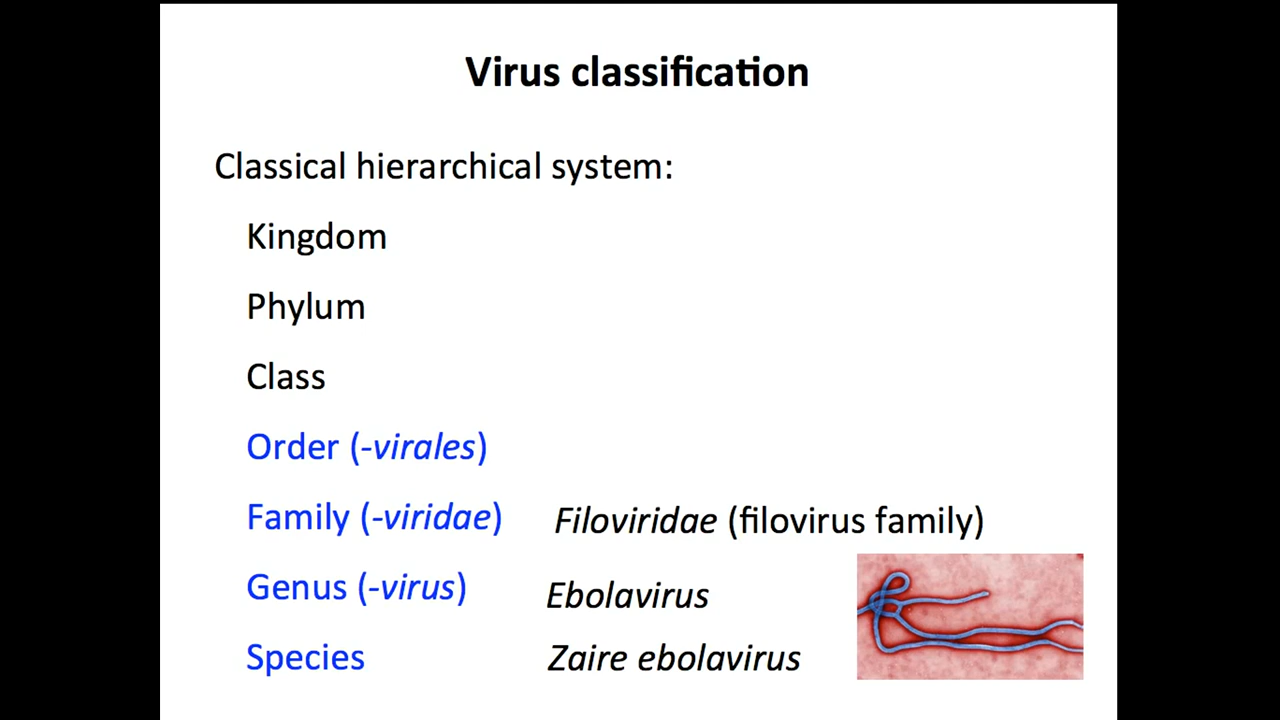 Virus classification
Classical hierarchical system:
Kingdom
Phylum
Class
Order (-virales)
Family (-viridae) Filoviridae (filovirus family)
Genus (-virus) Ebolavirus
Species Zaire ebolavirus